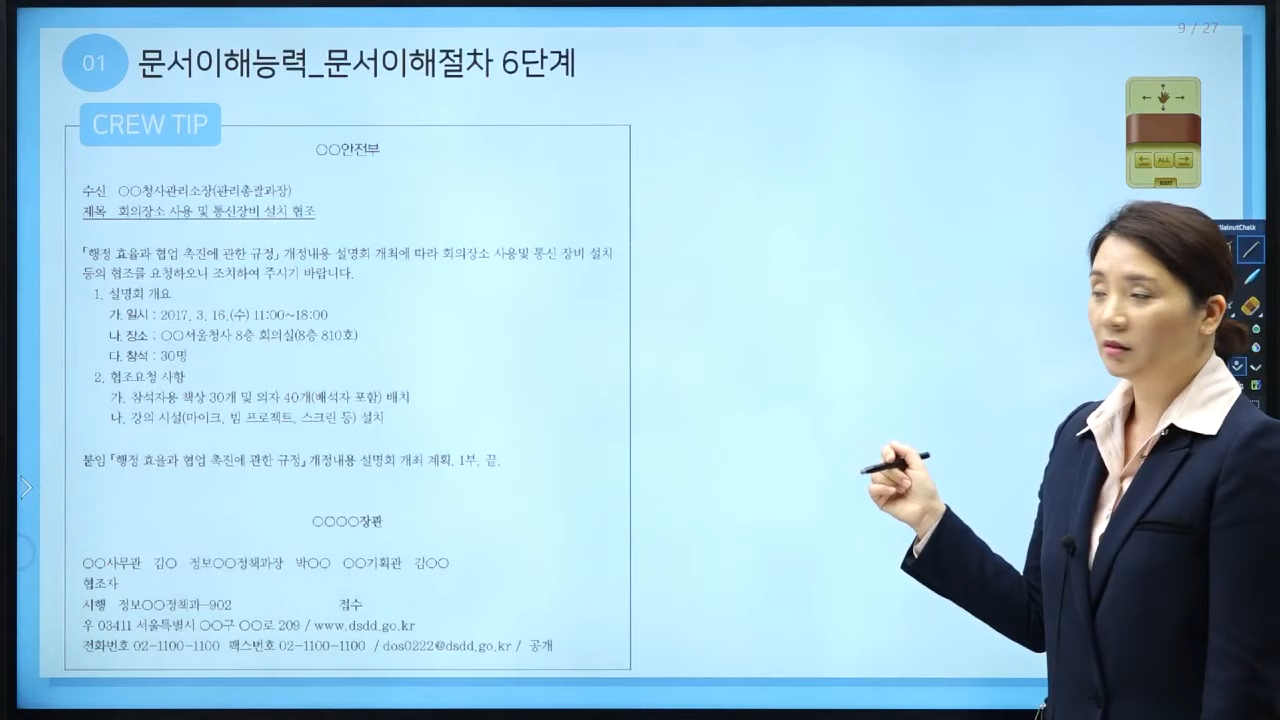 9 / 27
01 문서이해능력_문서이해절차 6단계
CREW TIP
○○안전부
수신 ○○청사관리소장(관리총괄과장)
제목 회의장소 사용 및 통신장비 설치 협조
「행정 효율과 협업 촉진에 관한 규정」 개정내용 설명회 개최에 따라 회의장소 사용및 통신 장비 설치
등의 협조를 요청하오니 조치하여 주시기 바랍니다.
1. 설명회 개요
가. 일시 : 2017. 3. 16.(수) 11:00~18:00
나. 장소 : ○○서울청사 8층 회의실(8층 810호)
다. 참석 : 30명
2. 협조요청 사항
가. 참석자용 책상 30개 및 의자 40개(배석자 포함) 배치
나. 강의 시설(마이크, 빔 프로젝트, 스크린 등) 설치
붙임 「행정 효율과 협업 촉진에 관한 규정」 개정내용 설명회 개최 계획, 1부. 끝.
○○○○장관
○○사무관 김○ 정보○○정책과장 박○○ ○○기획관 김○○
협조자
시행 정보○○정책과-902 접수
우 03411 서울특별시 ○○구 ○○로 209 / www.dsdd.go.kr
전화번호 02-1100-1100 팩스번호 02-1100-1100 / dos0222@dsdd.go.kr / 공개
ALL
EXIT
WalnutChalk